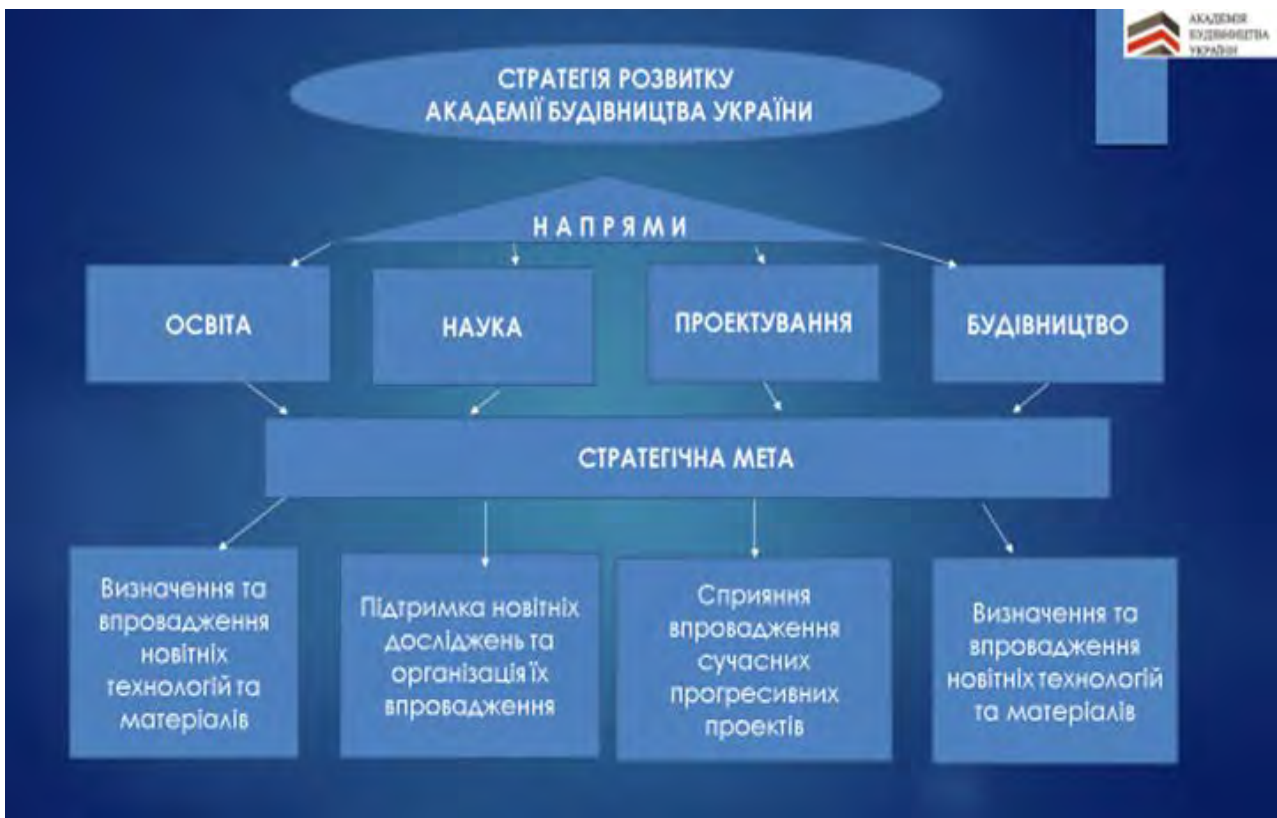 АКАДЕМІЯ
БУДІВНИЦТВА
УКРАЇНИ
СТРАТЕГІЯ РОЗВИТКУ
АКАДЕМІЇ БУДІВНИЦТВА УКРАЇНИ
НАПРЯМИ
ОСВІТА
НАУКА
ПРОЕКТУВАННЯ
БУДІВНИЦТВО
СТРАТЕГІЧНА МЕТА
Визначення та
впровадження
новітніх
технологій та
матеріалів
Підтримка новітніх
досліджень та
організація їх
впровадження
Сприяння
впровадження
сучасних
прогресивних
проектів
Визначення та
впровадження
новітніх технологій
та матеріалів